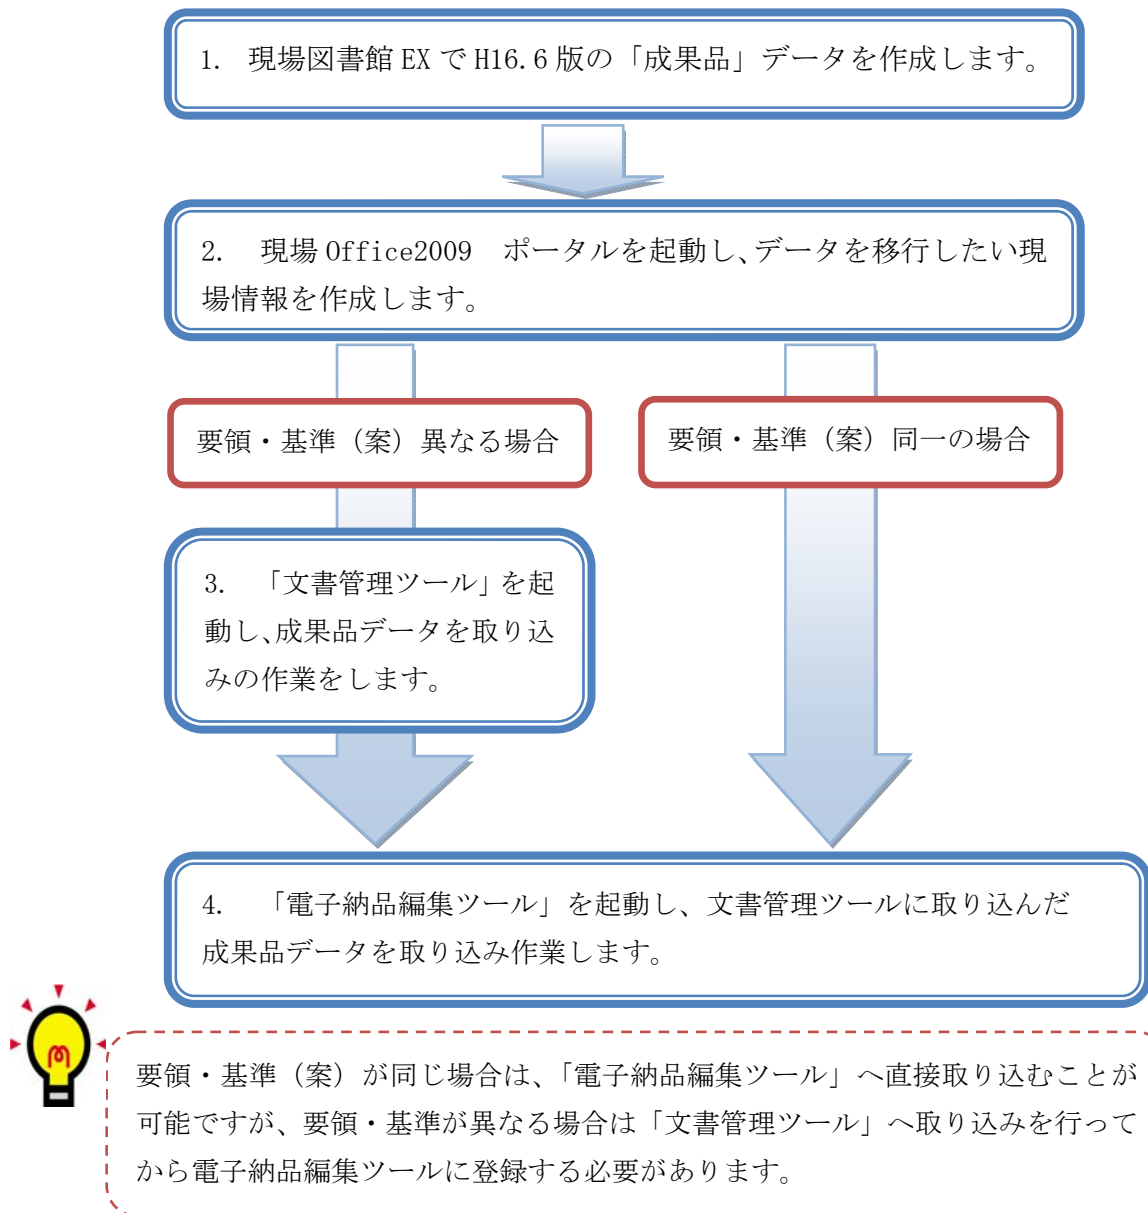 1. 現場図書館 EX で H16.6 版の「成果品」データを作成します。
2. 現場 Office2009　ポータルを起動し、データを移行したい現
場情報を作成します。
要領・基準（案）異なる場合
要領・基準（案）同一の場合
3. 「文書管理ツール」を起
動し、成果品データを取り込
みの作業をします。
4. 「電子納品編集ツール」を起動し、文書管理ツールに取り込んだ
成果品データを取り込み作業します。
要領・基準（案）が同じ場合は、「電子納品編集ツール」へ直接取り込むことが
可能ですが、要領・基準が異なる場合は「文書管理ツール」へ取り込みを行って
から電子納品編集ツールに登録する必要があります。